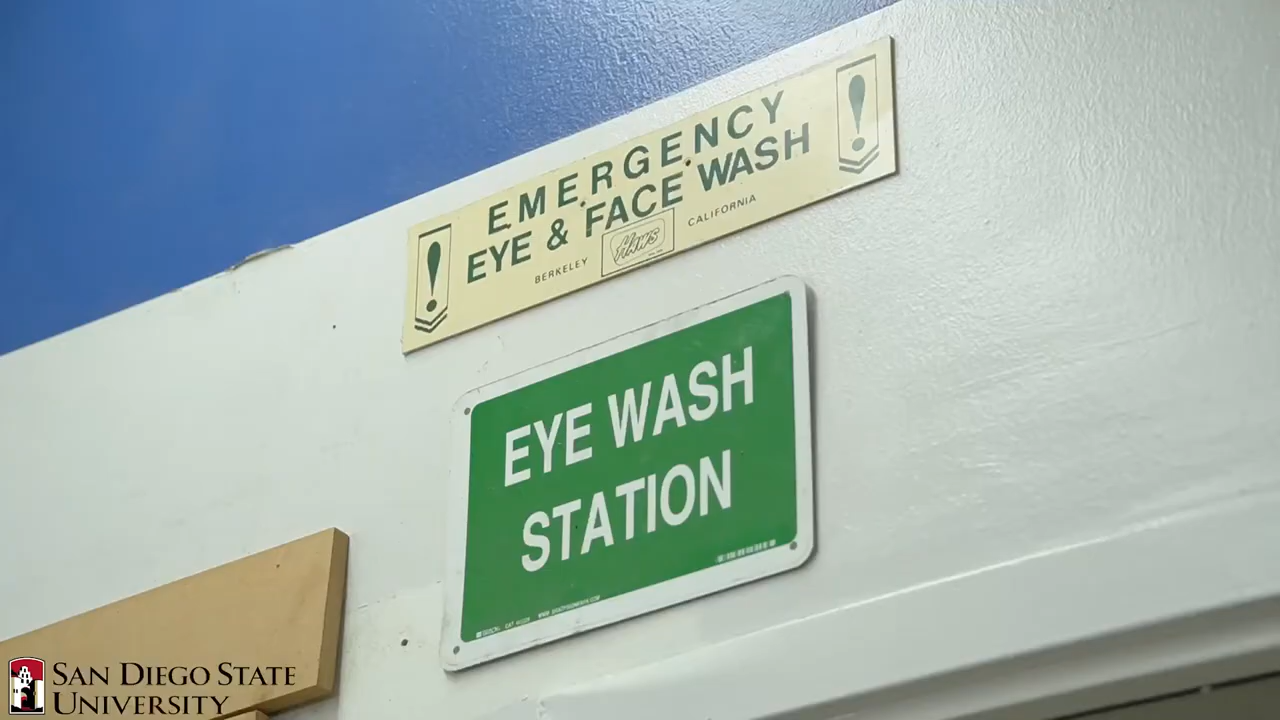 EMERGENCY
EYE & FACE WASH
BERKELEY HAWS CALIFORNIA
EYE WASH
STATION
SAN DIEGO STATE
UNIVERSITY